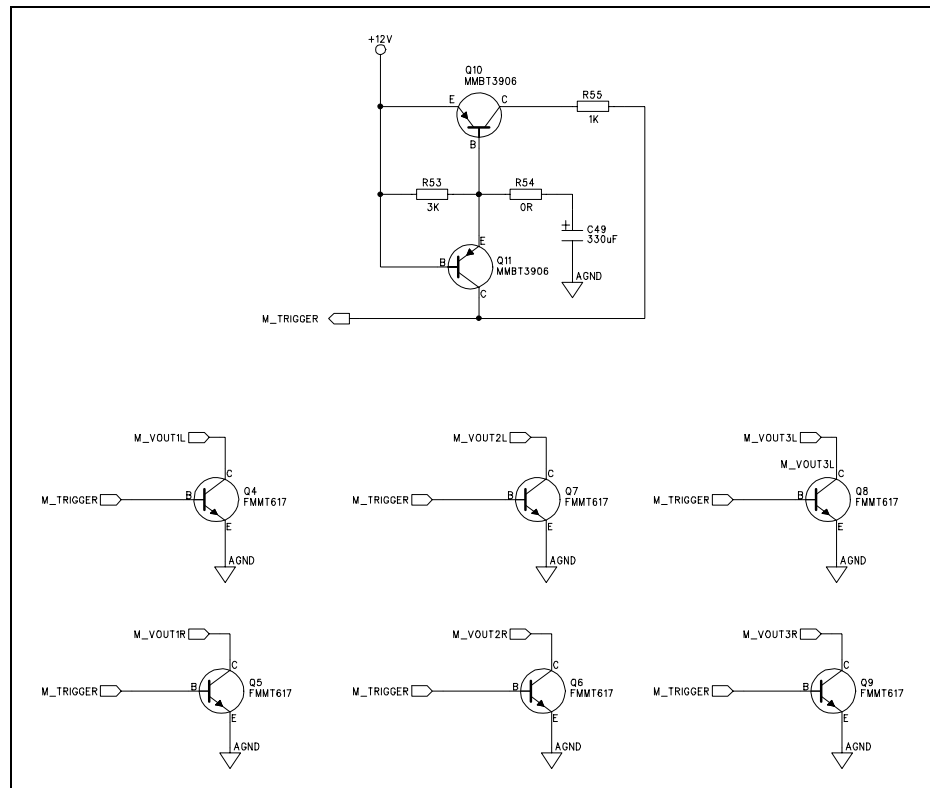 +12V
Q10
MMBT3906
E
C
B
R55
1K
R53
3K
R54
0R
C49
330uF
+
AGND
E
B
C
Q11
MMBT3906
M_TRIGGER
M_VOUT1L
C
M_TRIGGER
B
Q4
FMMT617
E
AGND
M_VOUT2L
C
M_TRIGGER
B
Q7
FMMT617
E
AGND
M_VOUT3L
M_VOUT3L
C
M_TRIGGER
B
Q8
FMMT617
E
AGND
M_VOUT1R
C
M_TRIGGER
B
Q5
FMMT617
E
AGND
M_VOUT2R
C
M_TRIGGER
B
Q6
FMMT617
E
AGND
M_VOUT3R
C
M_TRIGGER
B
Q9
FMMT617
E
AGND